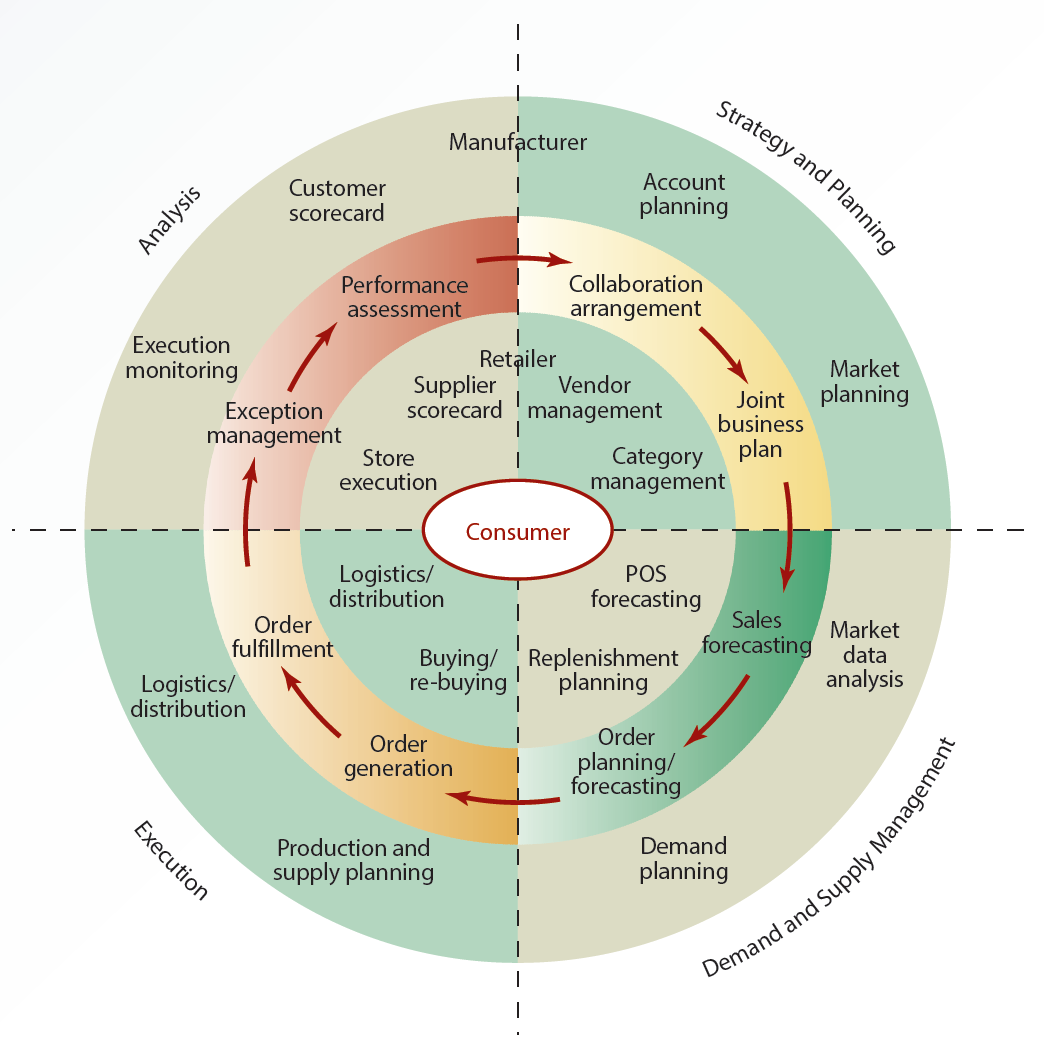 Manufacturer
Strategy and Planning
Analysis
Customer
scorecard
Account
planning
Performance
assessment
Collaboration
arrangement
Execution
monitoring
Retailer
Market
planning
Supplier
scorecard
Vendor
management
Exception
management
Joint
business
plan
Store
execution
Category
management
Consumer
Logistics/
distribution
POS
forecasting
Order
fulfillment
Sales
forecasting
Market
data
analysis
Buying/
re-buying
Replenishment
planning
Logistics/
distribution
Order
generation
Order
planning/
forecasting
Production and
supply planning
Demand
planning
Execution
Demand and Supply Management